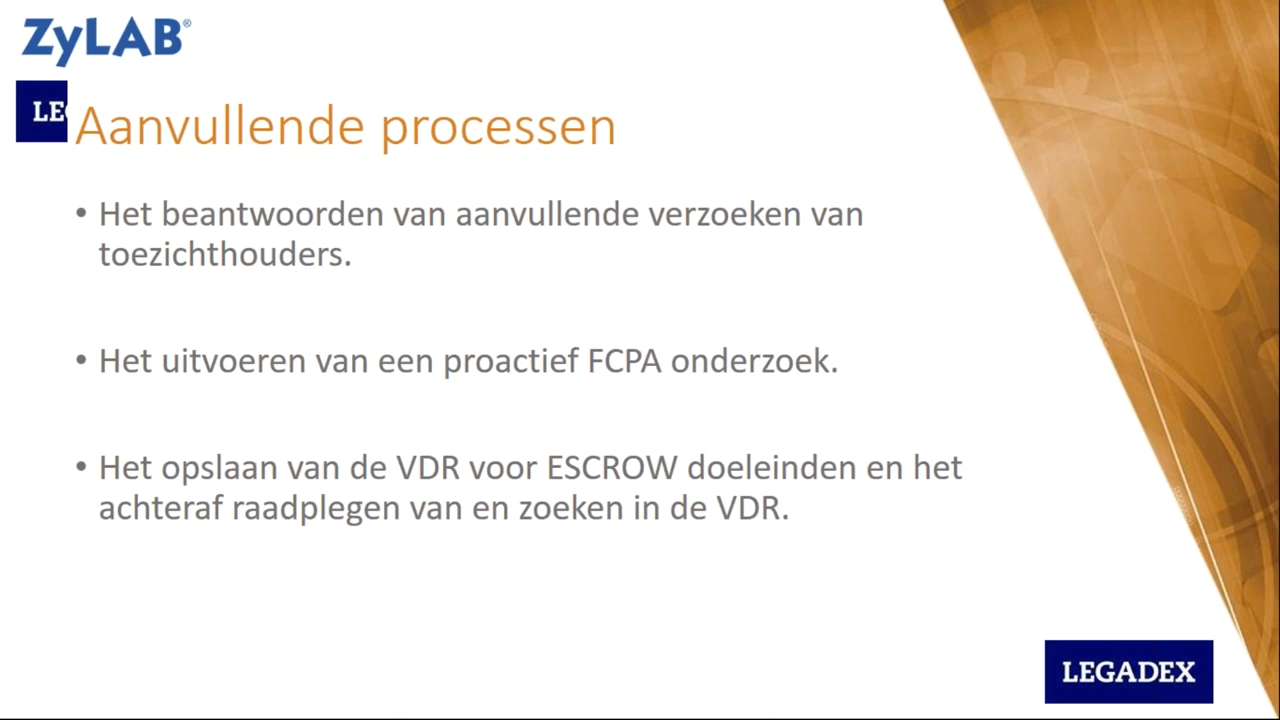 ZyLAB®
LE
Aanvullende processen
• Het beantwoorden van aanvullende verzoeken van
toezichthouders.
• Het uitvoeren van een proactief FCPA onderzoek.
• Het opslaan van de VDR voor ESCROW doeleinden en het
achteraf raadplegen van en zoeken in de VDR.
LEGADEX